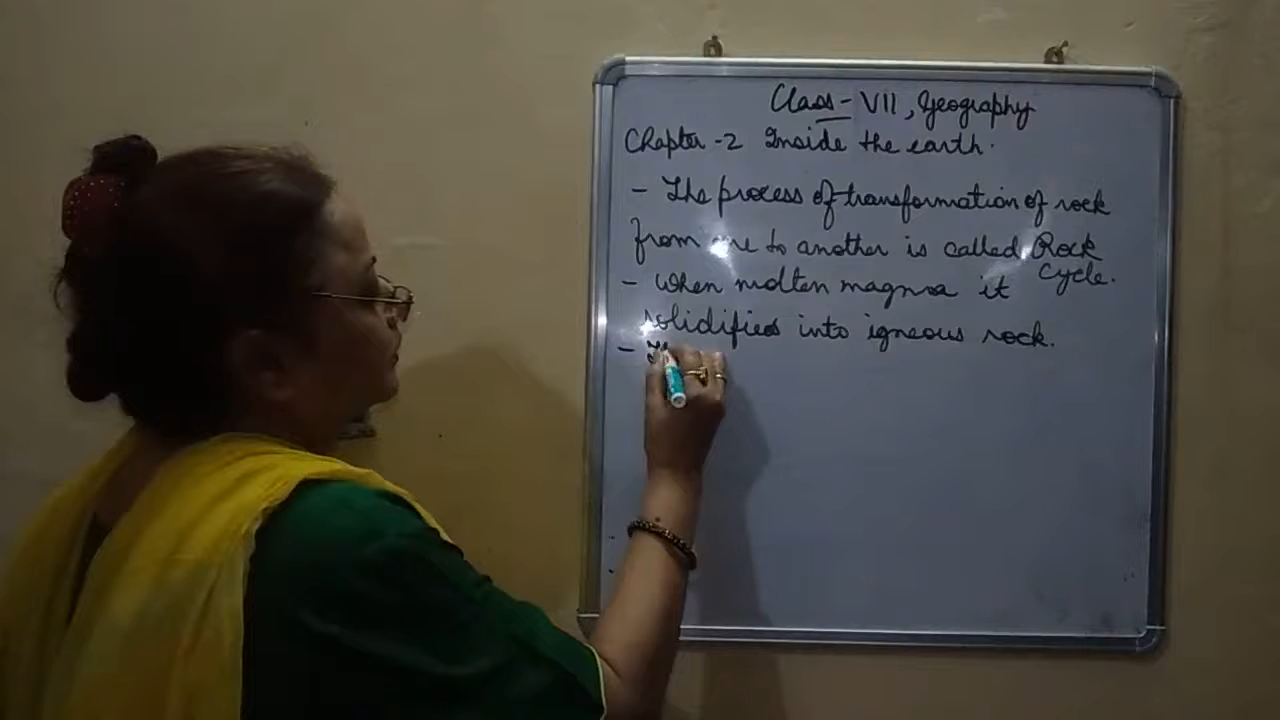 Class - VII, Geography
Chapter - 2 Inside the earth.
- The process of transformation of rock
from one to another is called Rock
Cycle.
- When molten magma it
solidifies into igneous rock.
-